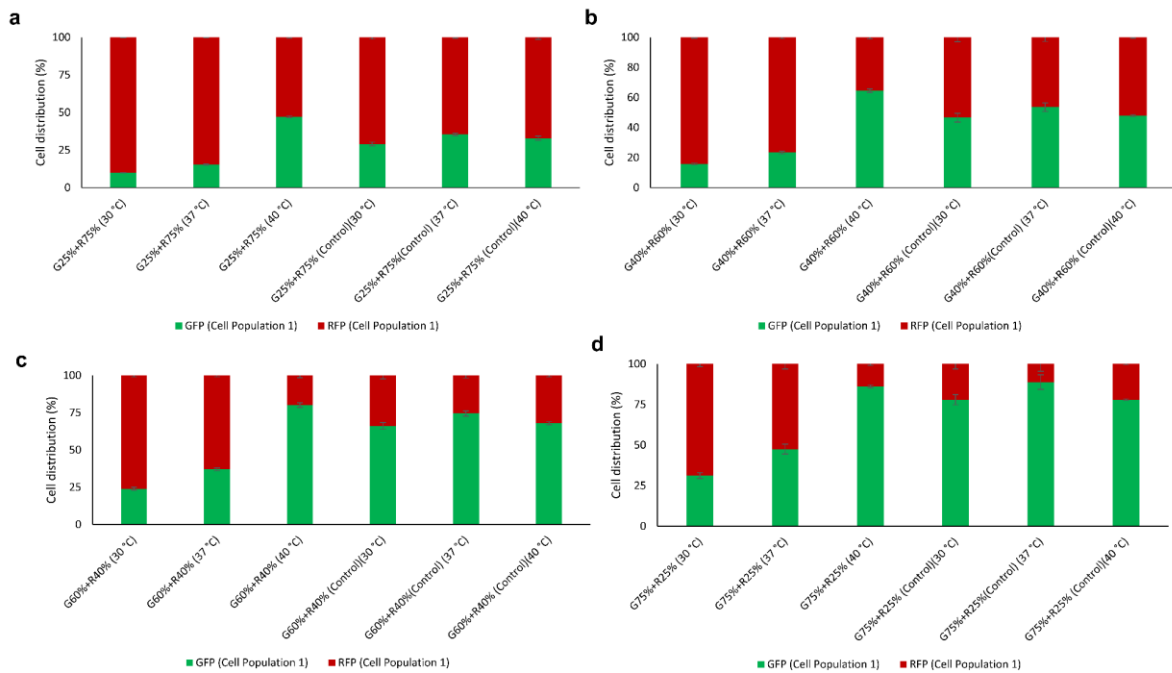 a
Cell distribution (%)
100
75
50
25
0
G25%+R75% (30 °C)
G25%+R75% (37 °C)
G25%+R75% (40 °C)
G25%+R75% (Control)(30 °C)
G25%+R75%(Control) (37 °C)
G25%+R75% (Control)(40 °C)
GFP (Cell Population 1) RFP (Cell Population 1)
b
Cell distribution (%)
100
80
60
40
20
0
G40%+R60% (30 °C)
G40%+R60% (37 °C)
G40%+R60% (40 °C)
G40%+R60% (Control)(30 °C)
G40%+R60%(Control) (37 °C)
G40%+R60% (Control)(40 °C)
GFP (Cell Population 1) RFP (Cell Population 1)
c
Cell distribution (%)
100
75
50
25
0
G60%+R40% (30 °C)
G60%+R40% (37 °C)
G60%+R40% (40 °C)
G60%+R40% (Control)(30 °C)
G60%+R40%(Control) (37 °C)
G60%+R40% (Control)(40 °C)
GFP (Cell Population 1) RFP (Cell Population 1)
d
Cell distribution (%)
100
75
50
25
0
G75%+R25% (30 °C)
G75%+R25% (37 °C)
G75%+R25% (40 °C)
G75%+R25% (Control)(30 °C)
G75%+R25%(Control) (37 °C)
G75%+R25% (Control)(40 °C)
GFP (Cell Population 1) RFP (Cell Population 1)